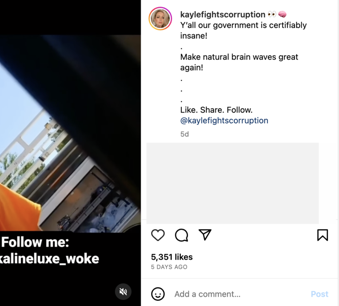 kaylefightscorruption 👀 🧠
Y'all our government is certifiably
insane!
.
Make natural brain waves great
again!
.
.
.
Like. Share. Follow.
@kaylefightscorruption
5d
Follow me:
kalineluxe_woke
5,351 likes
5 DAYS AGO
Add a comment...
Post